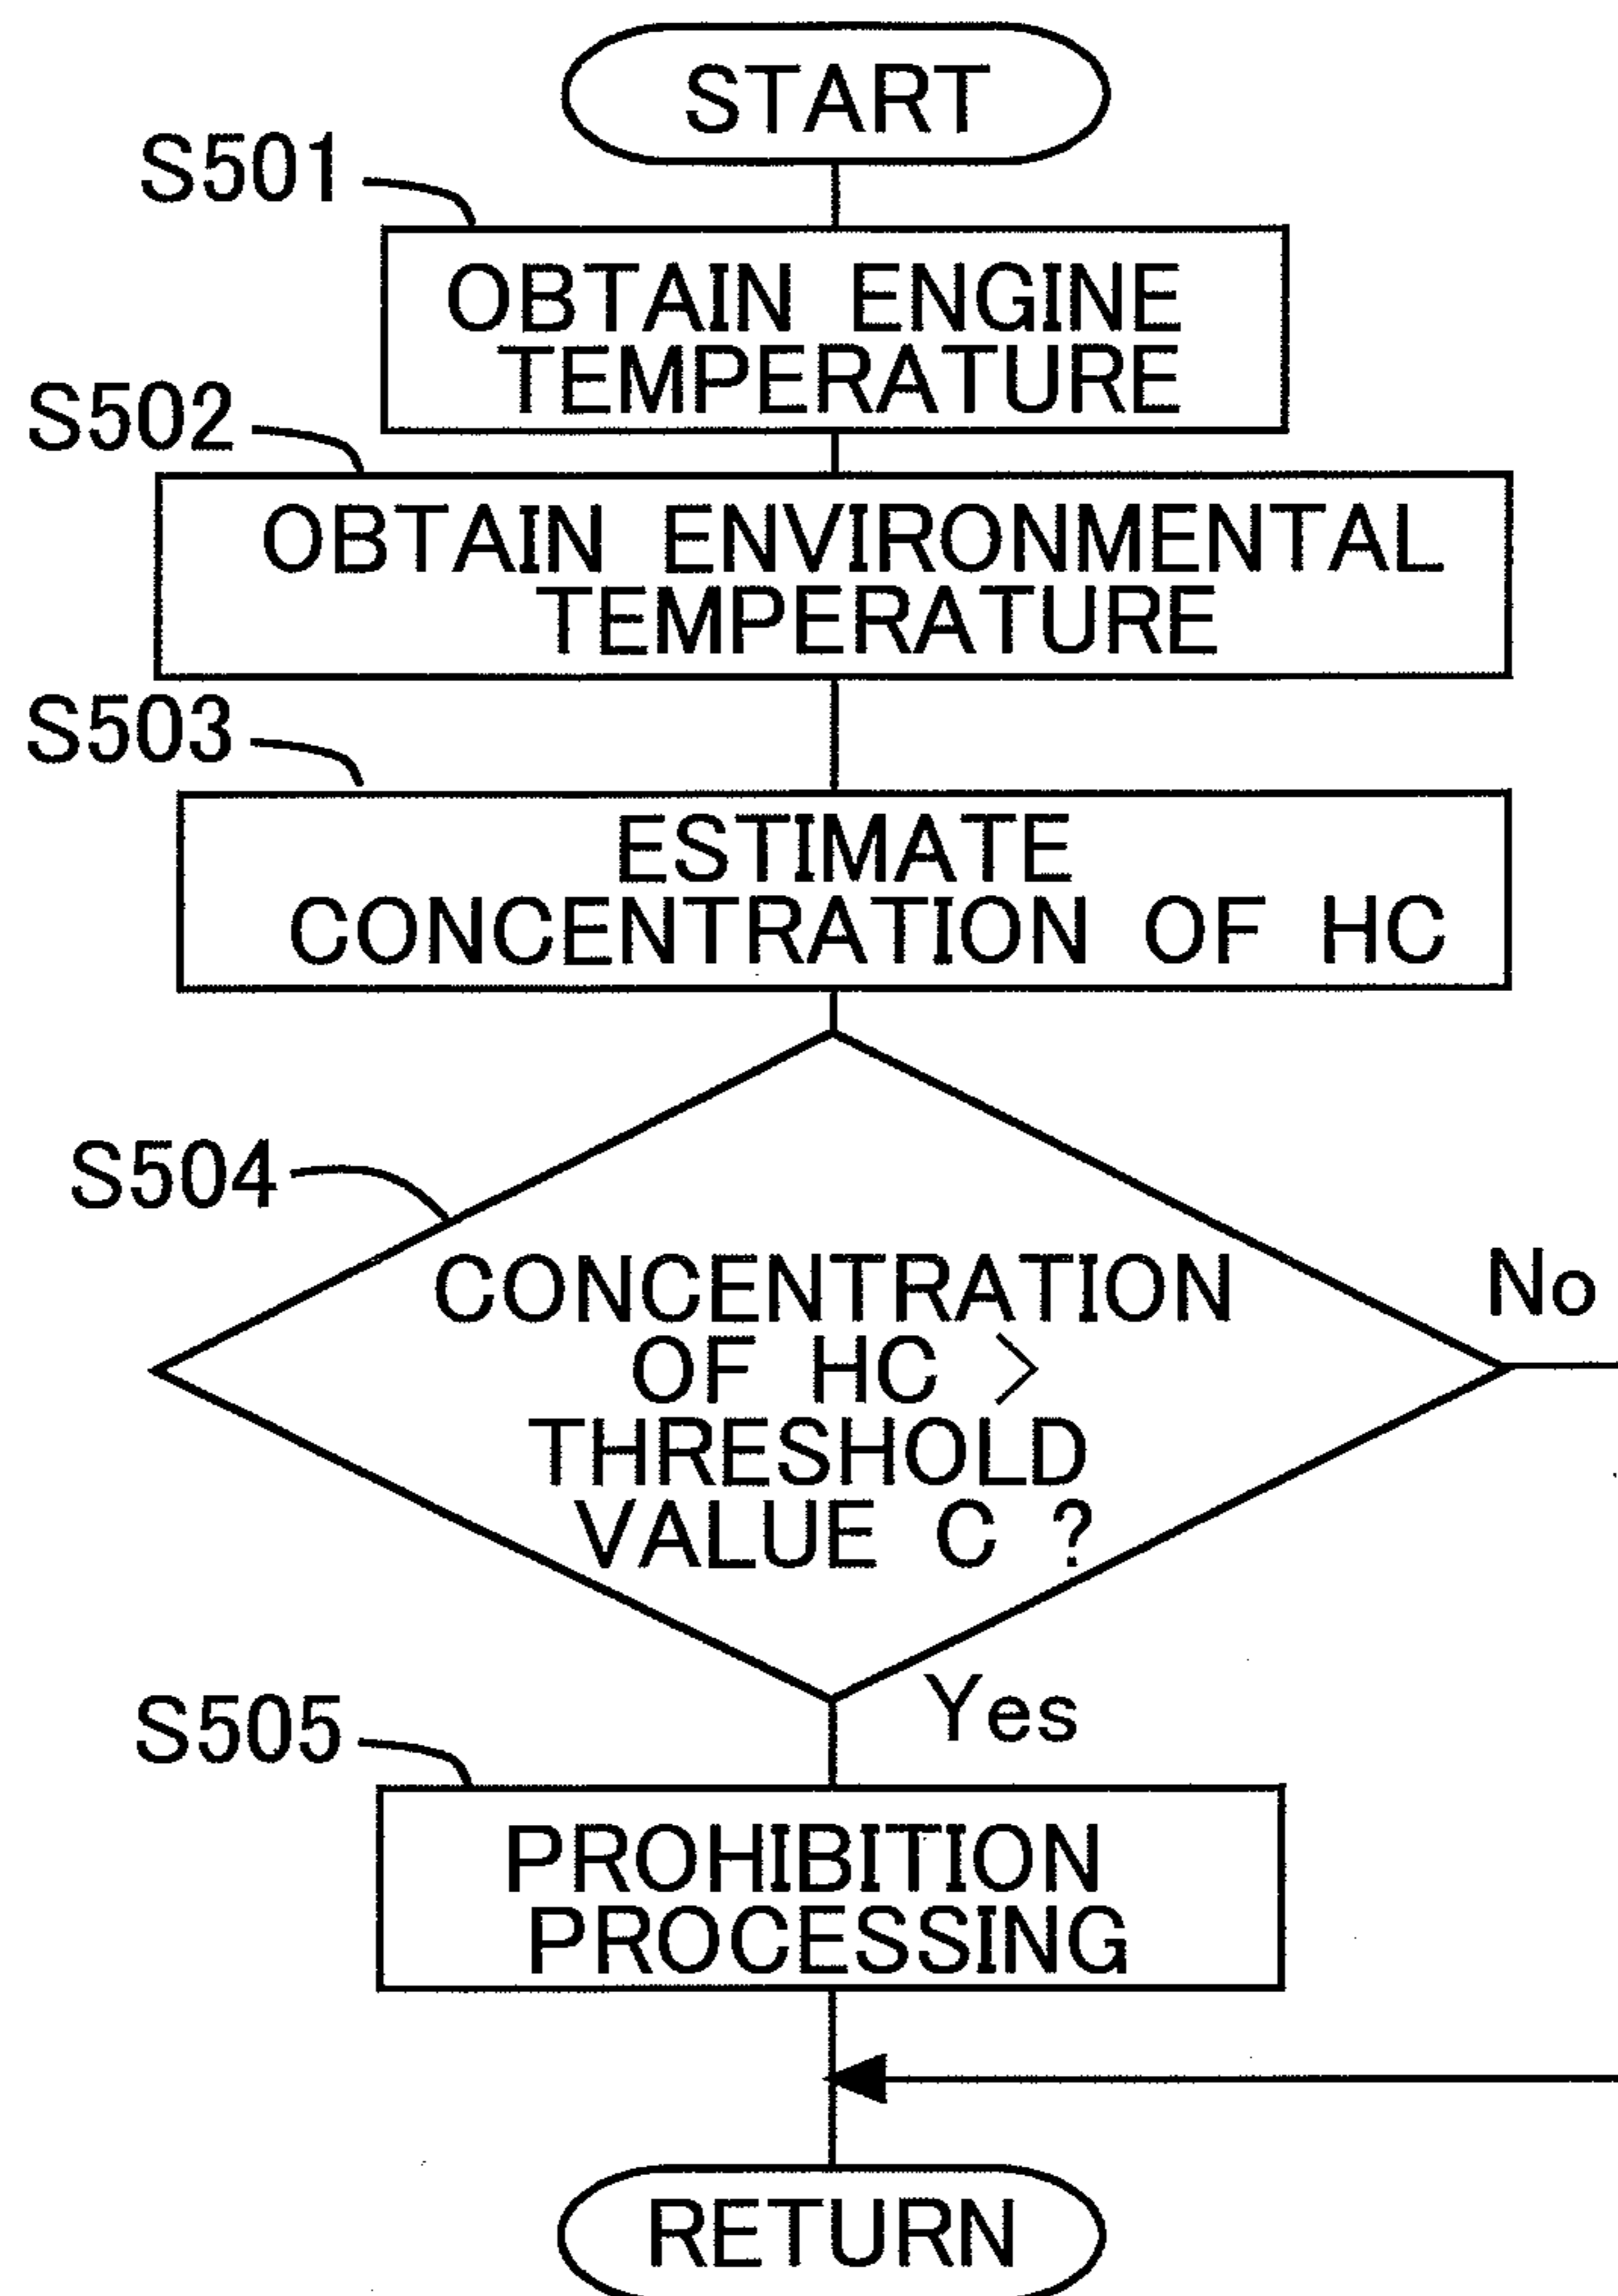 START
S501
OBTAIN ENGINE
TEMPERATURE
S502
OBTAIN ENVIRONMENTAL
TEMPERATURE
S503
ESTIMATE
CONCENTRATION OF HC
S504
CONCENTRATION
OF HC >
THRESHOLD
VALUE C ?
No
Yes
S505
PROHIBITION
PROCESSING
RETURN